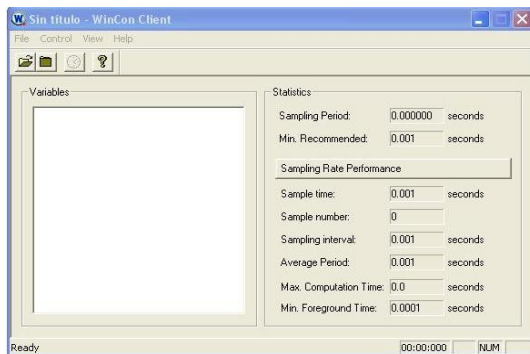 Sin título - WinCon Client
File Control View Help
Variables
Statistics
Sampling Period: 0.000000 seconds
Min. Recommended: 0.001 seconds
Sampling Rate Performance
Sample time: 0.001 seconds
Sample number: 0
Sampling interval: 0.001 seconds
Average Period: 0.001 seconds
Max. Computation Time: 0.0 seconds
Min. Foreground Time: 0.0001 seconds
Ready 00:00:000 NUM